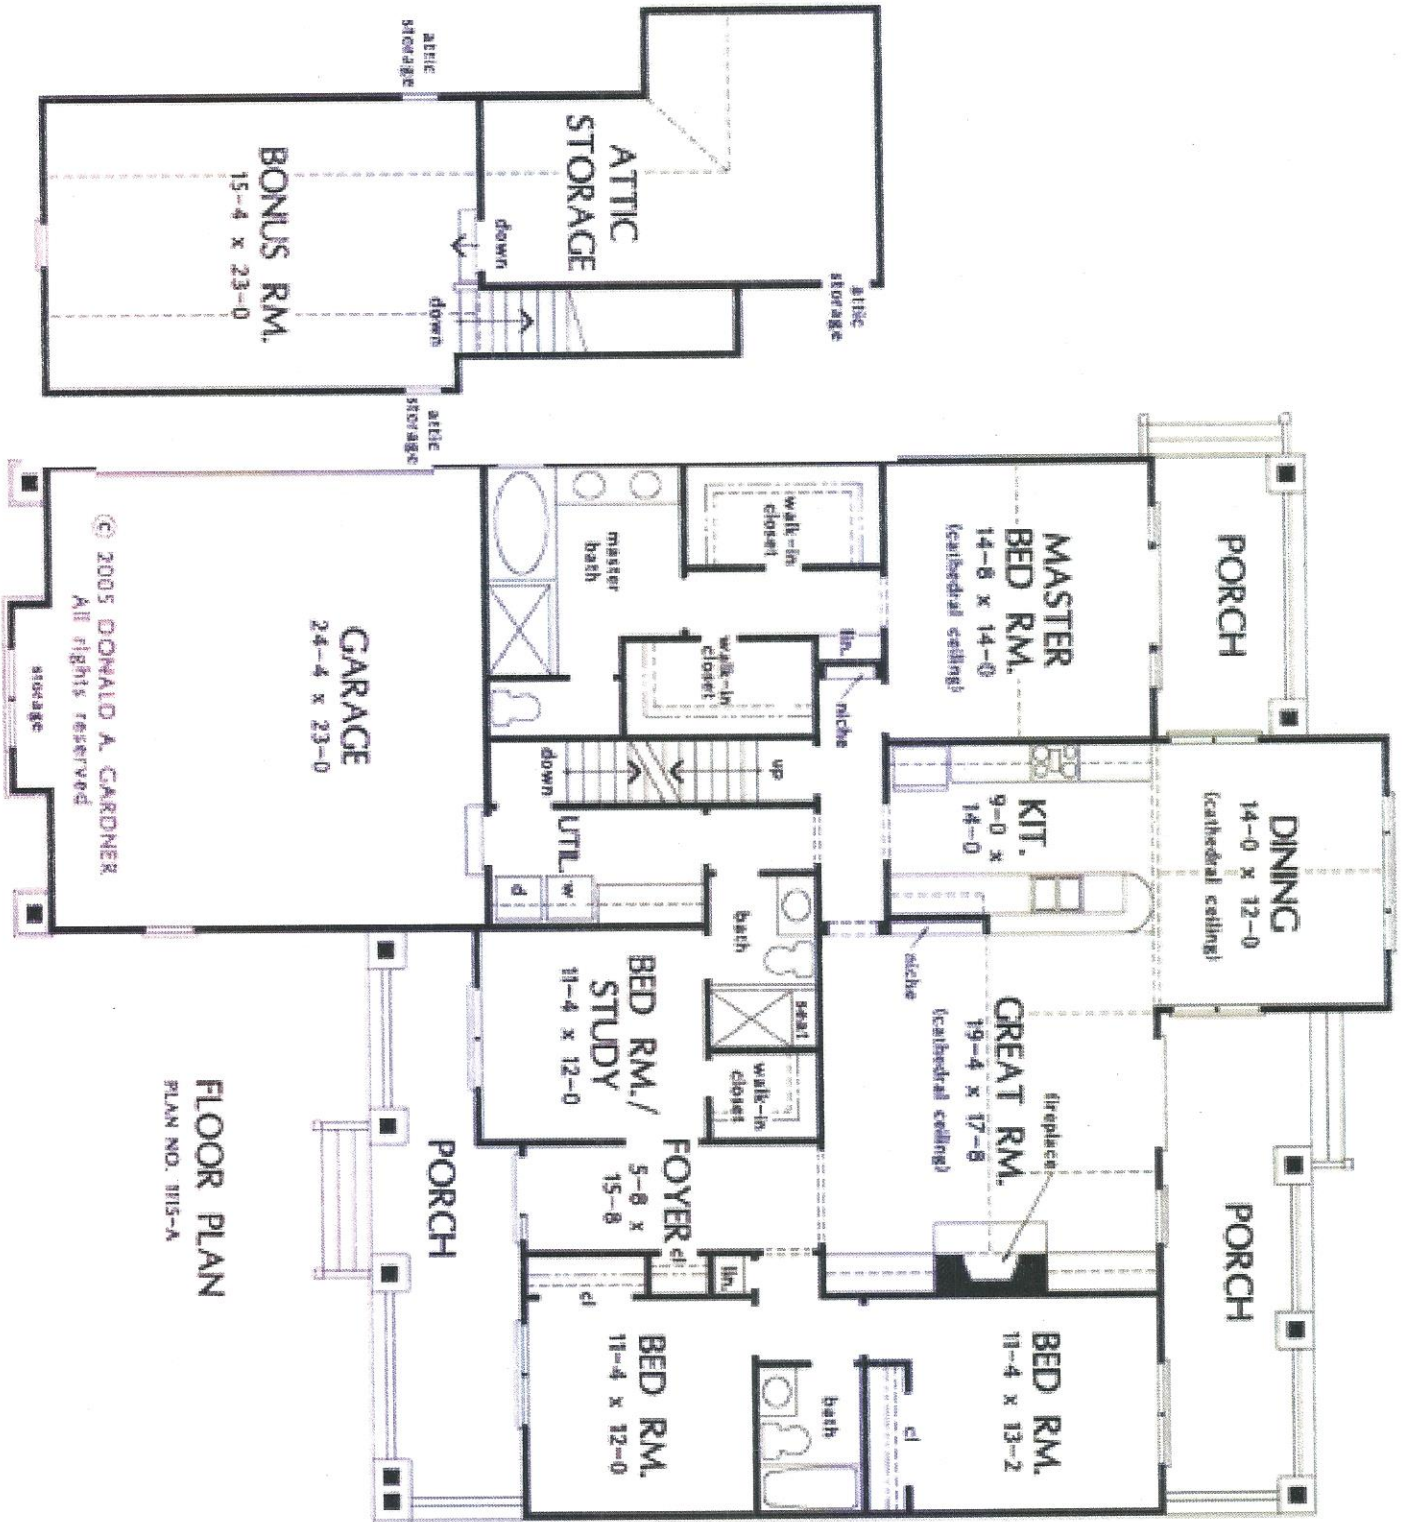 PORCH
DINING
14-0 x 12-0
(cathedral ceiling)
PORCH
MASTER
BED RM.
14-8 x 14-0
(cathedral ceiling)
KIT.
9-0 x
14-0
GREAT RM.
19-4 x 17-8
(cathedral ceiling)
fireplace
niche
BED RM.
11-4 x 13-2
cl
walk-in
closet
lin.
niche
walk-in
closet
master
bath
up
down
UTIL.
w
d
bath
seat
walk-in
closet
bath
BED RM./
STUDY
11-4 x 12-0
FOYER
5-8 x
15-8
cl
lin.
cl
BED RM.
11-4 x 12-0
PORCH
GARAGE
24-4 x 23-0
storage
© 2005 DONALD A. GARDNER
All rights reserved
FLOOR PLAN
PLAN NO. 1115-A
attic
storage
ATTIC
STORAGE
down
down
BONUS RM.
15-4 x 23-0
attic
storage
attic
storage